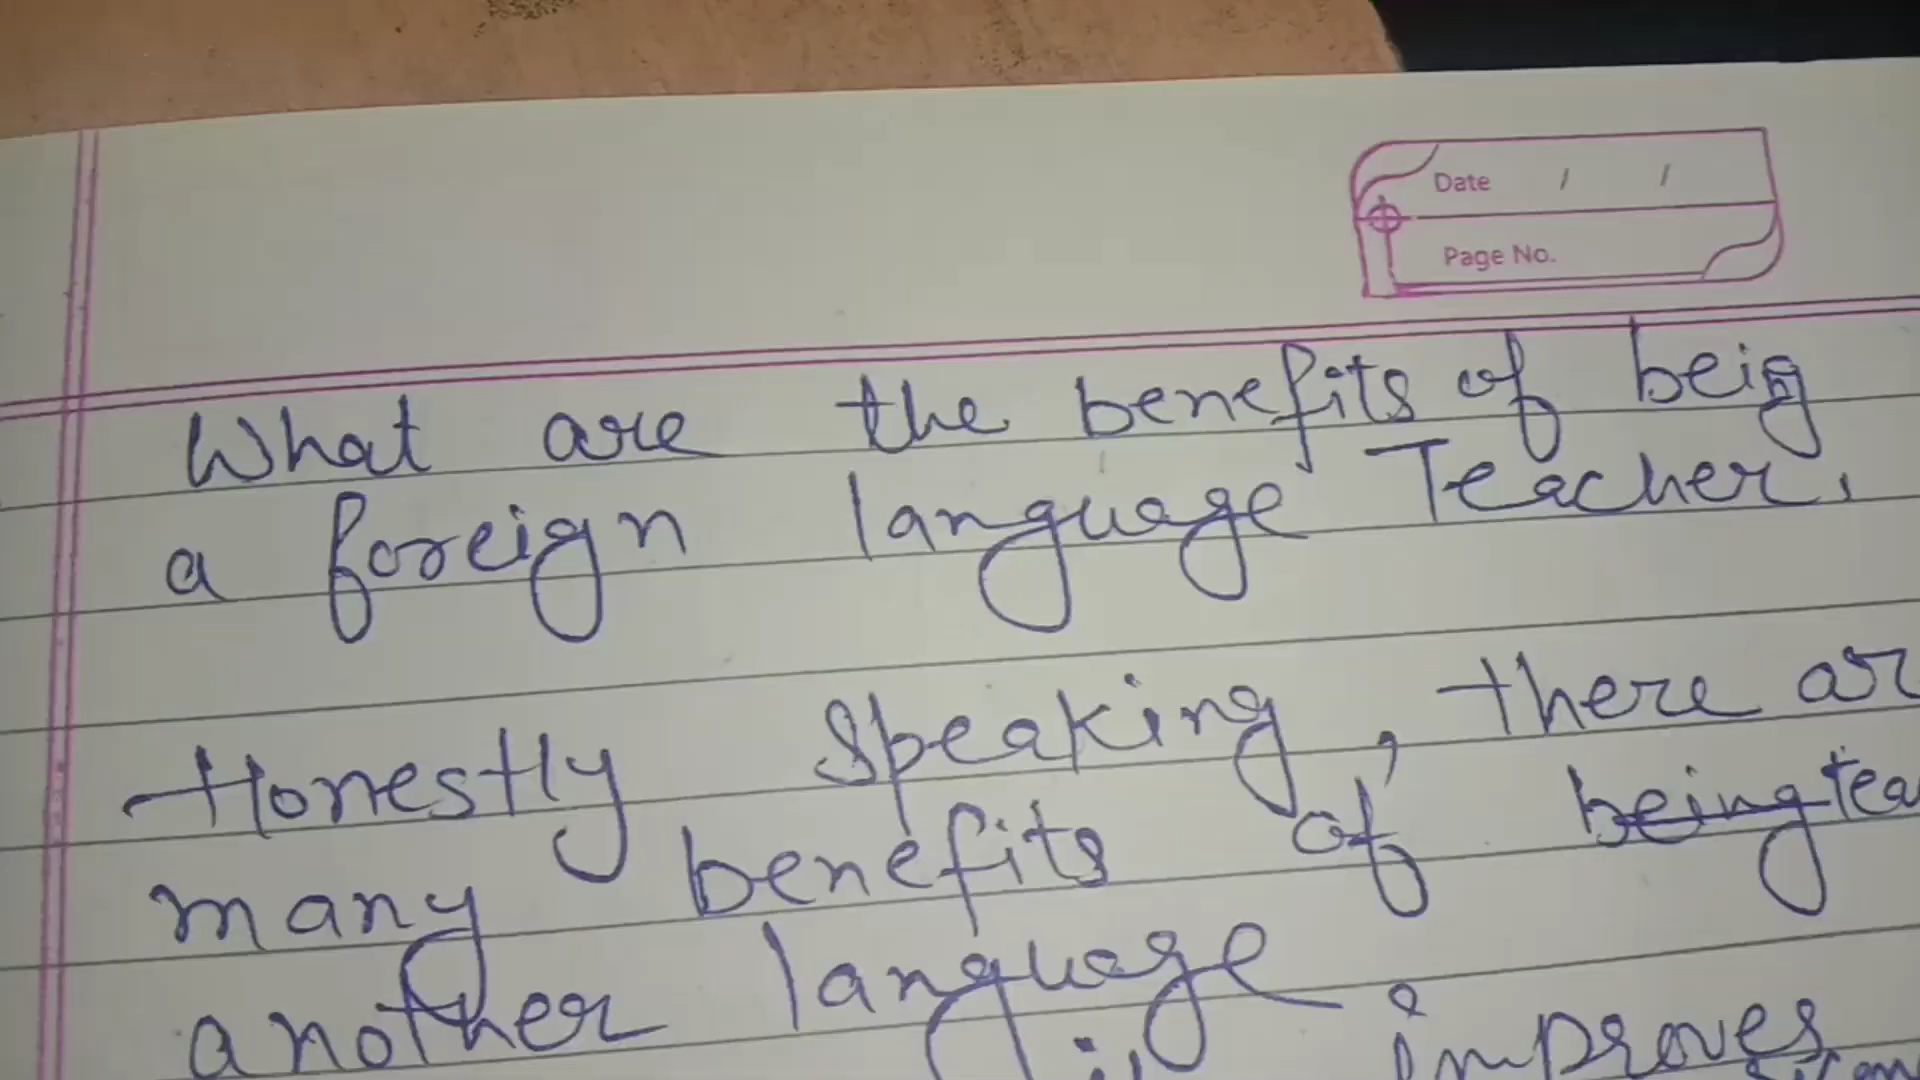 Date / /
Page No.
What are the benefits of beig
a foreign language Teacher.
Honestly speaking, there ar
many benefits of being tea
another language
improves